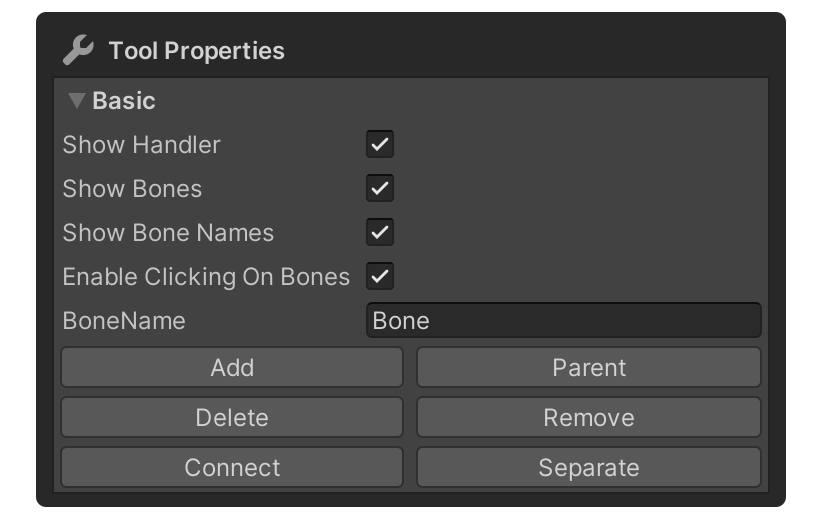 Tool Properties
Basic
Show Handler
Show Bones
Show Bone Names
Enable Clicking On Bones
BoneName Bone
Add Parent
Delete Remove
Connect Separate